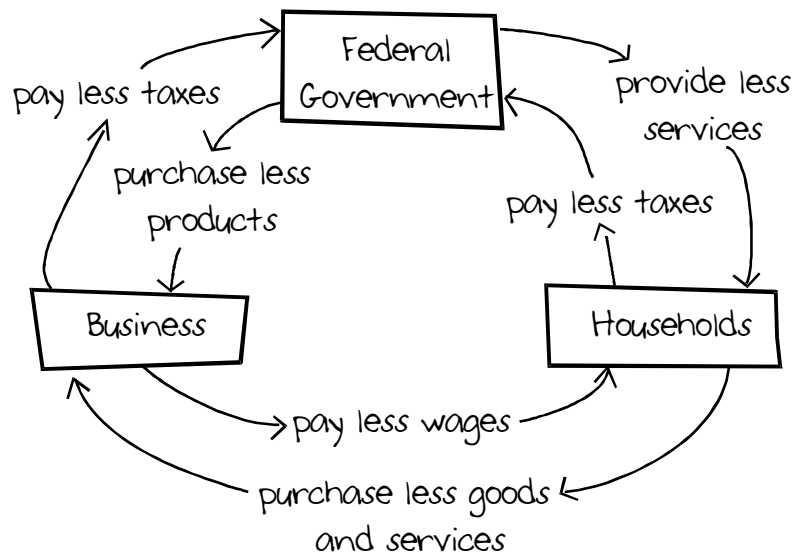 Federal
Government
pay less taxes
provide less
services
purchase less
products
pay less taxes
Business
Households
pay less wages
purchase less goods
and services